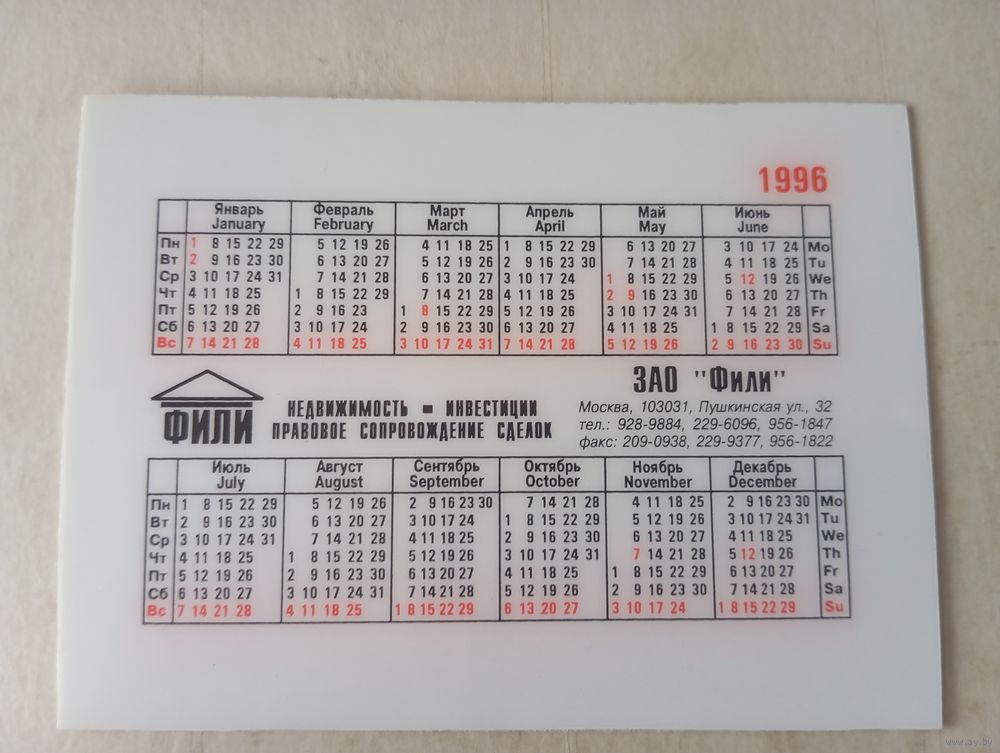 1996
Январь Февраль Март Апрель Май Июнь
January February March April May June
Пн 1 8 15 22 29 5 12 19 26 4 11 18 25 1 8 15 22 29 6 13 20 27 3 10 17 24 Mo
Вт 2 9 16 23 30 6 13 20 27 5 12 19 26 2 9 16 23 30 7 14 21 28 4 11 18 25 Tu
Ср 3 10 17 24 31 7 14 21 28 6 13 20 27 3 10 17 24 1 8 15 22 29 5 12 19 26 We
Чт 4 11 18 25 1 8 15 22 29 7 14 21 28 4 11 18 25 2 9 16 23 30 6 13 20 27 Th
Пт 5 12 19 26 2 9 16 23 1 8 15 22 29 5 12 19 26 3 10 17 24 31 7 14 21 28 Fr
Сб 6 13 20 27 3 10 17 24 2 9 16 23 30 6 13 20 27 4 11 18 25 1 8 15 22 29 Sa
Вс 7 14 21 28 4 11 18 25 3 10 17 24 31 7 14 21 28 5 12 19 26 2 9 16 23 30 Su
ФИЛИ
НЕДВИЖИМОСТЬ = ИНВЕСТИЦИИ
ПРАВОВОЕ СОПРОВОЖДЕНИЕ СДЕЛОК
ЗАО "Фили"
Москва, 103031, Пушкинская ул., 32
тел.: 928-9884, 229-6096, 956-1847
факс: 209-0938, 229-9377, 956-1822
Июль Август Сентябрь Октябрь Ноябрь Декабрь
July August September October November December
Пн 1 8 15 22 29 5 12 19 26 2 9 16 23 30 7 14 21 28 4 11 18 25 2 9 16 23 30 Mo
Вт 2 9 16 23 30 6 13 20 27 3 10 17 24 1 8 15 22 29 5 12 19 26 3 10 17 24 31 Tu
Ср 3 10 17 24 31 7 14 21 28 4 11 18 25 2 9 16 23 30 6 13 20 27 4 11 18 25 We
Чт 4 11 18 25 1 8 15 22 29 5 12 19 26 3 10 17 24 31 7 14 21 28 5 12 19 26 Th
Пт 5 12 19 26 2 9 16 23 30 6 13 20 27 4 11 18 25 1 8 15 22 29 6 13 20 27 Fr
Сб 6 13 20 27 3 10 17 24 31 7 14 21 28 5 12 19 26 2 9 16 23 30 7 14 21 28 Sa
Вс 7 14 21 28 4 11 18 25 1 8 15 22 29 6 13 20 27 3 10 17 24 1 8 15 22 29 Su
www.ay.by